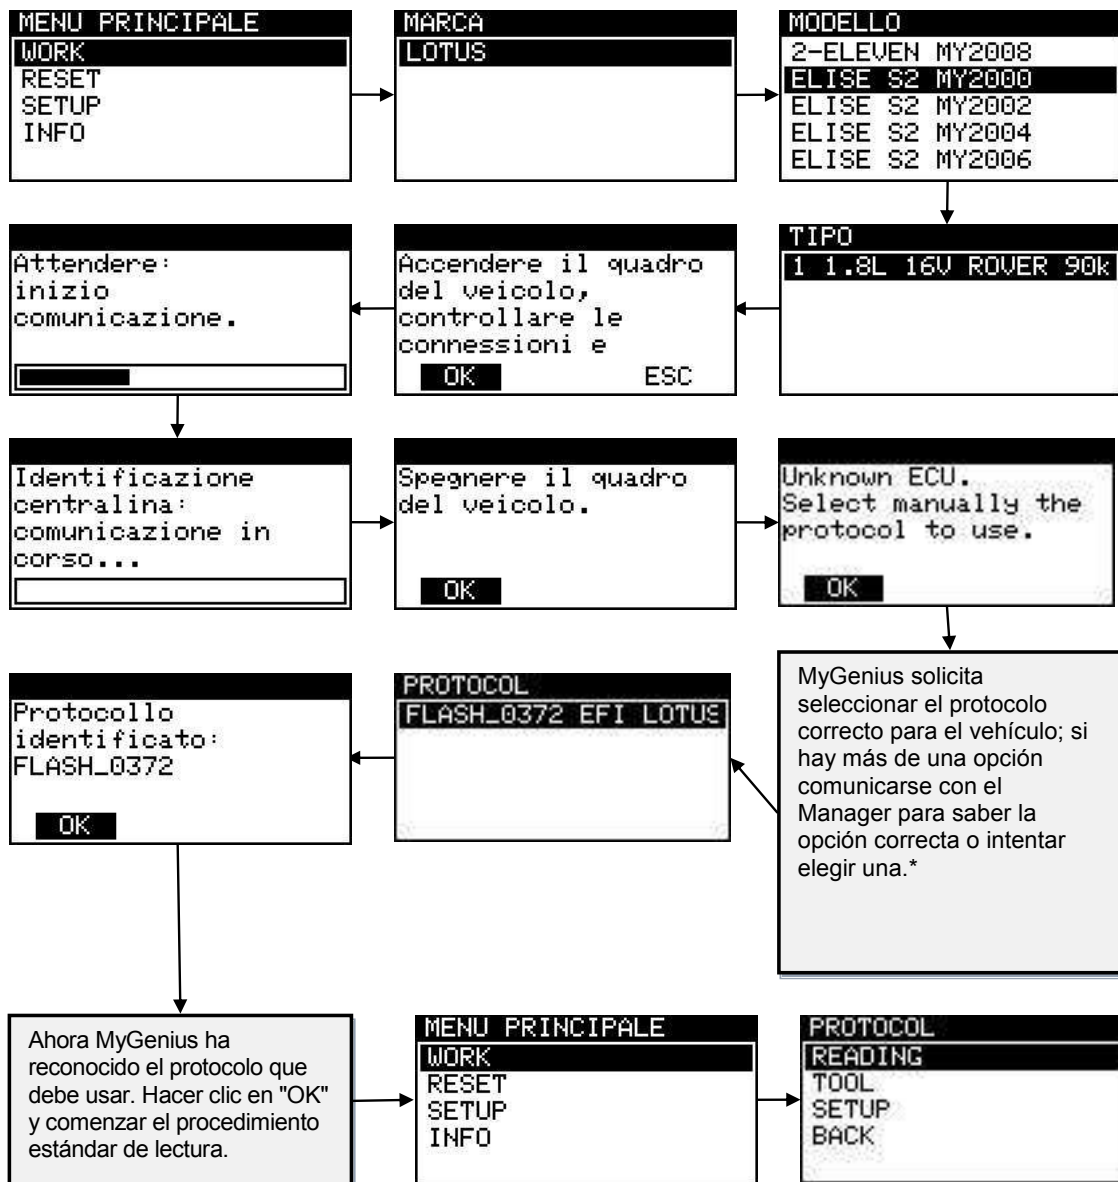 MENU PRINCIPALE
WORK
RESET
SETUP
INFO
MARCA
LOTUS
MODELLO
2-ELEVEN MY2008
ELISE S2 MY2000
ELISE S2 MY2002
ELISE S2 MY2004
ELISE S2 MY2006
TIPO
1 1.8L 16V ROVER 90k
Accendere il quadro
del veicolo,
controllare le
connessioni e
OK ESC
Attendere:
inizio
comunicazione.
Identificazione
centralina:
comunicazione in
corso...
Spegnere il quadro
del veicolo.
OK
Unknown ECU.
Select manually the
protocol to use.
OK
MyGenius solicita
seleccionar el protocolo
correcto para el vehículo; si
hay más de una opción
comunicarse con el
Manager para saber la
opción correcta o intentar
elegir una.*
PROTOCOL
FLASH_0372 EFI LOTUS
Protocollo
identificato:
FLASH_0372
OK
Ahora MyGenius ha
reconocido el protocolo que
debe usar. Hacer clic en "OK"
y comenzar el procedimiento
estándar de lectura.
MENU PRINCIPALE
WORK
RESET
SETUP
INFO
PROTOCOL
READING
TOOL
SETUP
BACK